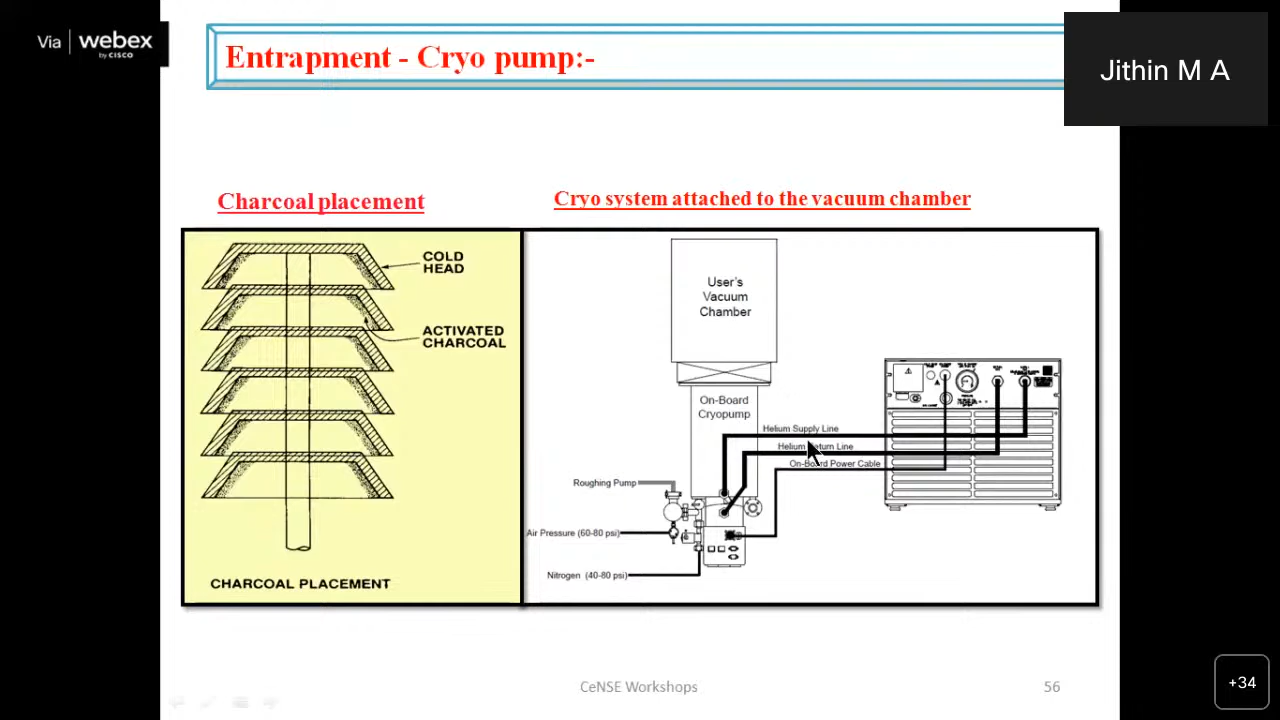 Via | webex
by CISCO
Entrapment - Cryo pump:-
Jithin M A
Charcoal placement
Cryo system attached to the vacuum chamber
COLD
HEAD
ACTIVATED
CHARCOAL
CHARCOAL PLACEMENT
User's
Vacuum
Chamber
On-Board
Cryopump
Helium Supply Line
Helium Return Line
On-Board Power Cable
Roughing Pump
Air Pressure (60-80 psi)
Nitrogen (40-80 psi)
CeNSE Workshops
56
+34